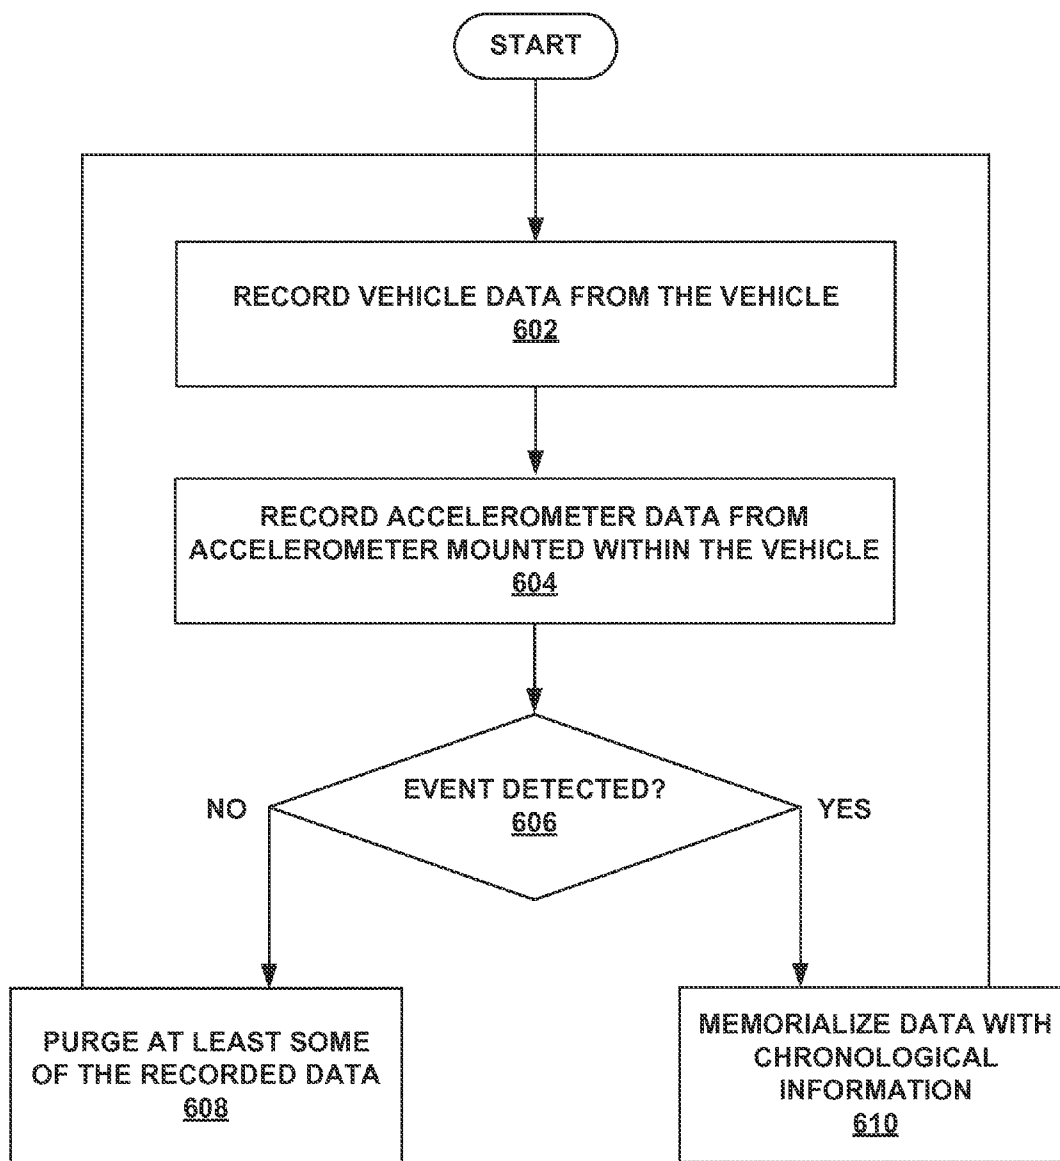 START
RECORD VEHICLE DATA FROM THE VEHICLE
602
RECORD ACCELEROMETER DATA FROM
ACCELEROMETER MOUNTED WITHIN THE VEHICLE
604
EVENT DETECTED?
606
NO
YES
PURGE AT LEAST SOME
OF THE RECORDED DATA
608
MEMORIALIZE DATA WITH
CHRONOLOGICAL
INFORMATION
610